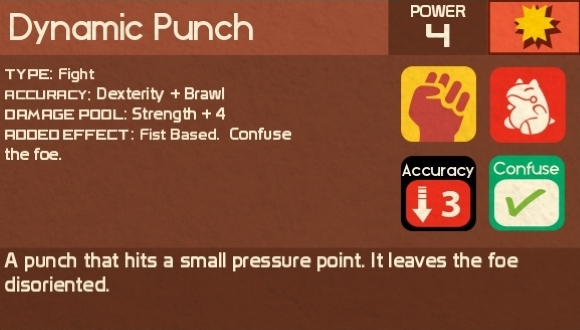 Dynamic Punch
POWER
4
TYPE: Fight
ACCURACY: Dexterity + Brawl
DAMAGE POOL: Strength + 4
ADDED EFFECT: Fist Based. Confuse
the foe.
Accuracy
3
Confuse
A punch that hits a small pressure point. It leaves the foe
disoriented.